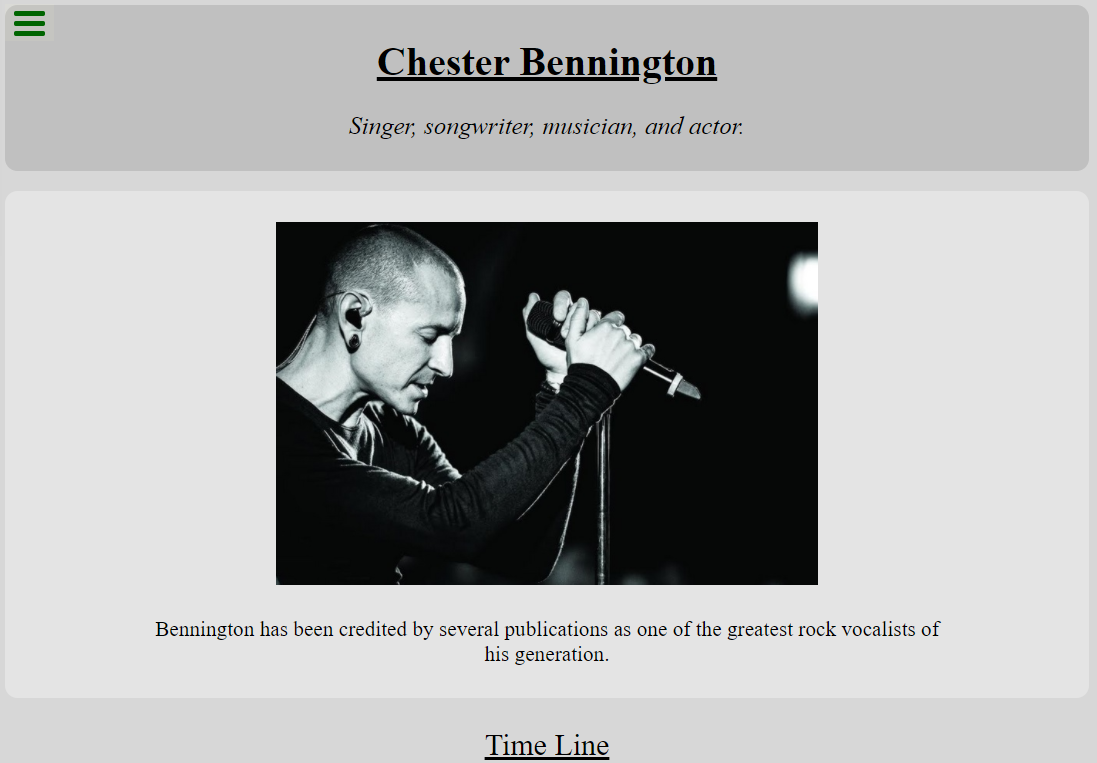 Chester Bennington
Singer, songwriter, musician, and actor.
Bennington has been credited by several publications as one of the greatest rock vocalists of
his generation.
Time Line